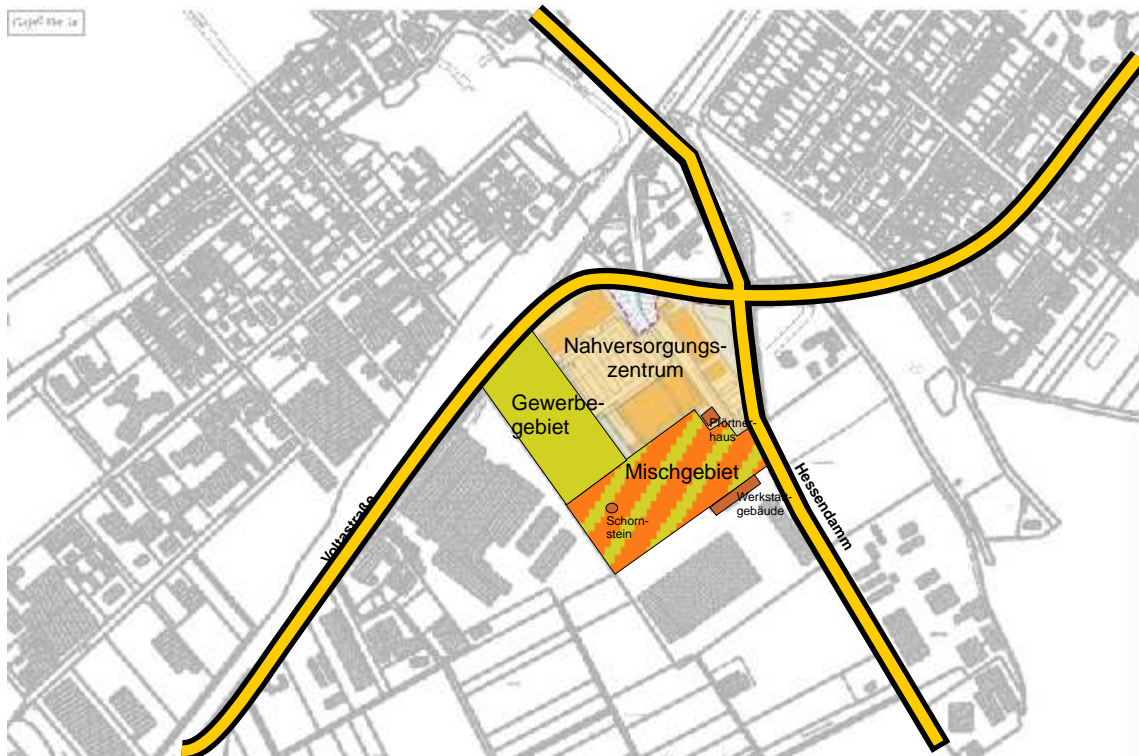 Nahversorgungs-
zentrum
Gewerbe-
gebiet
Pförtner-
haus
Mischgebiet
Werkstatt-
gebäude
Schorn-
stein
Voltastraße
Hessendamm